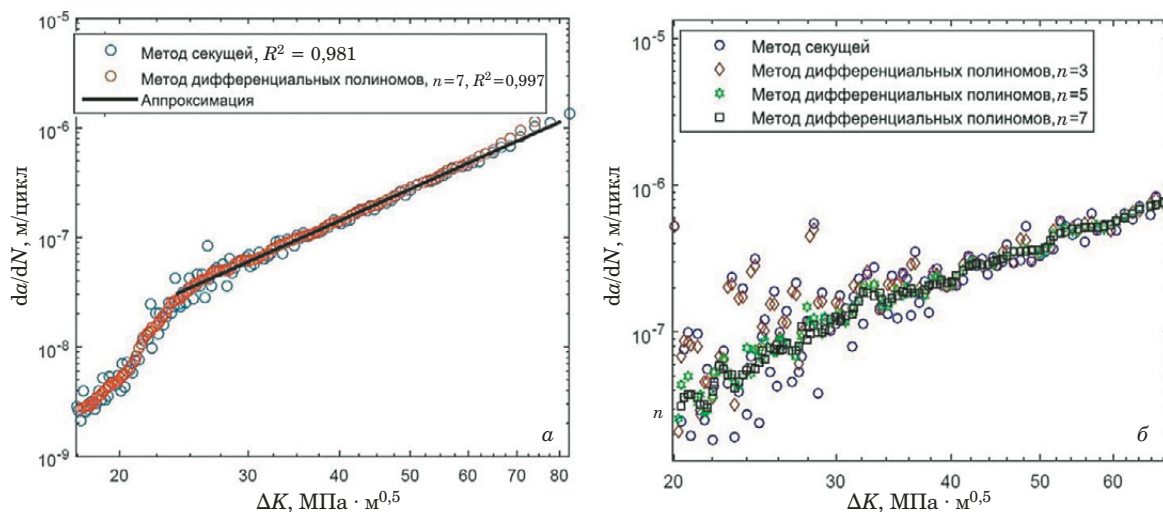 10⁻⁵
Метод секущей, R² = 0,981
Метод дифференциальных полиномов, n=7, R²=0,997
Аппроксимация
10⁻⁶
10⁻⁷
10⁻⁸
10⁻⁹
da/dN, м/цикл
20 30 40 50 60 70 80
ΔK, МПа · м⁰,⁵
а
10⁻⁵
Метод секущей
Метод дифференциальных полиномов, n=3
Метод дифференциальных полиномов, n=5
Метод дифференциальных полиномов, n=7
10⁻⁶
10⁻⁷
n
da/dN, м/цикл
20 30 40 50 60
ΔK, МПа · м⁰,⁵
б